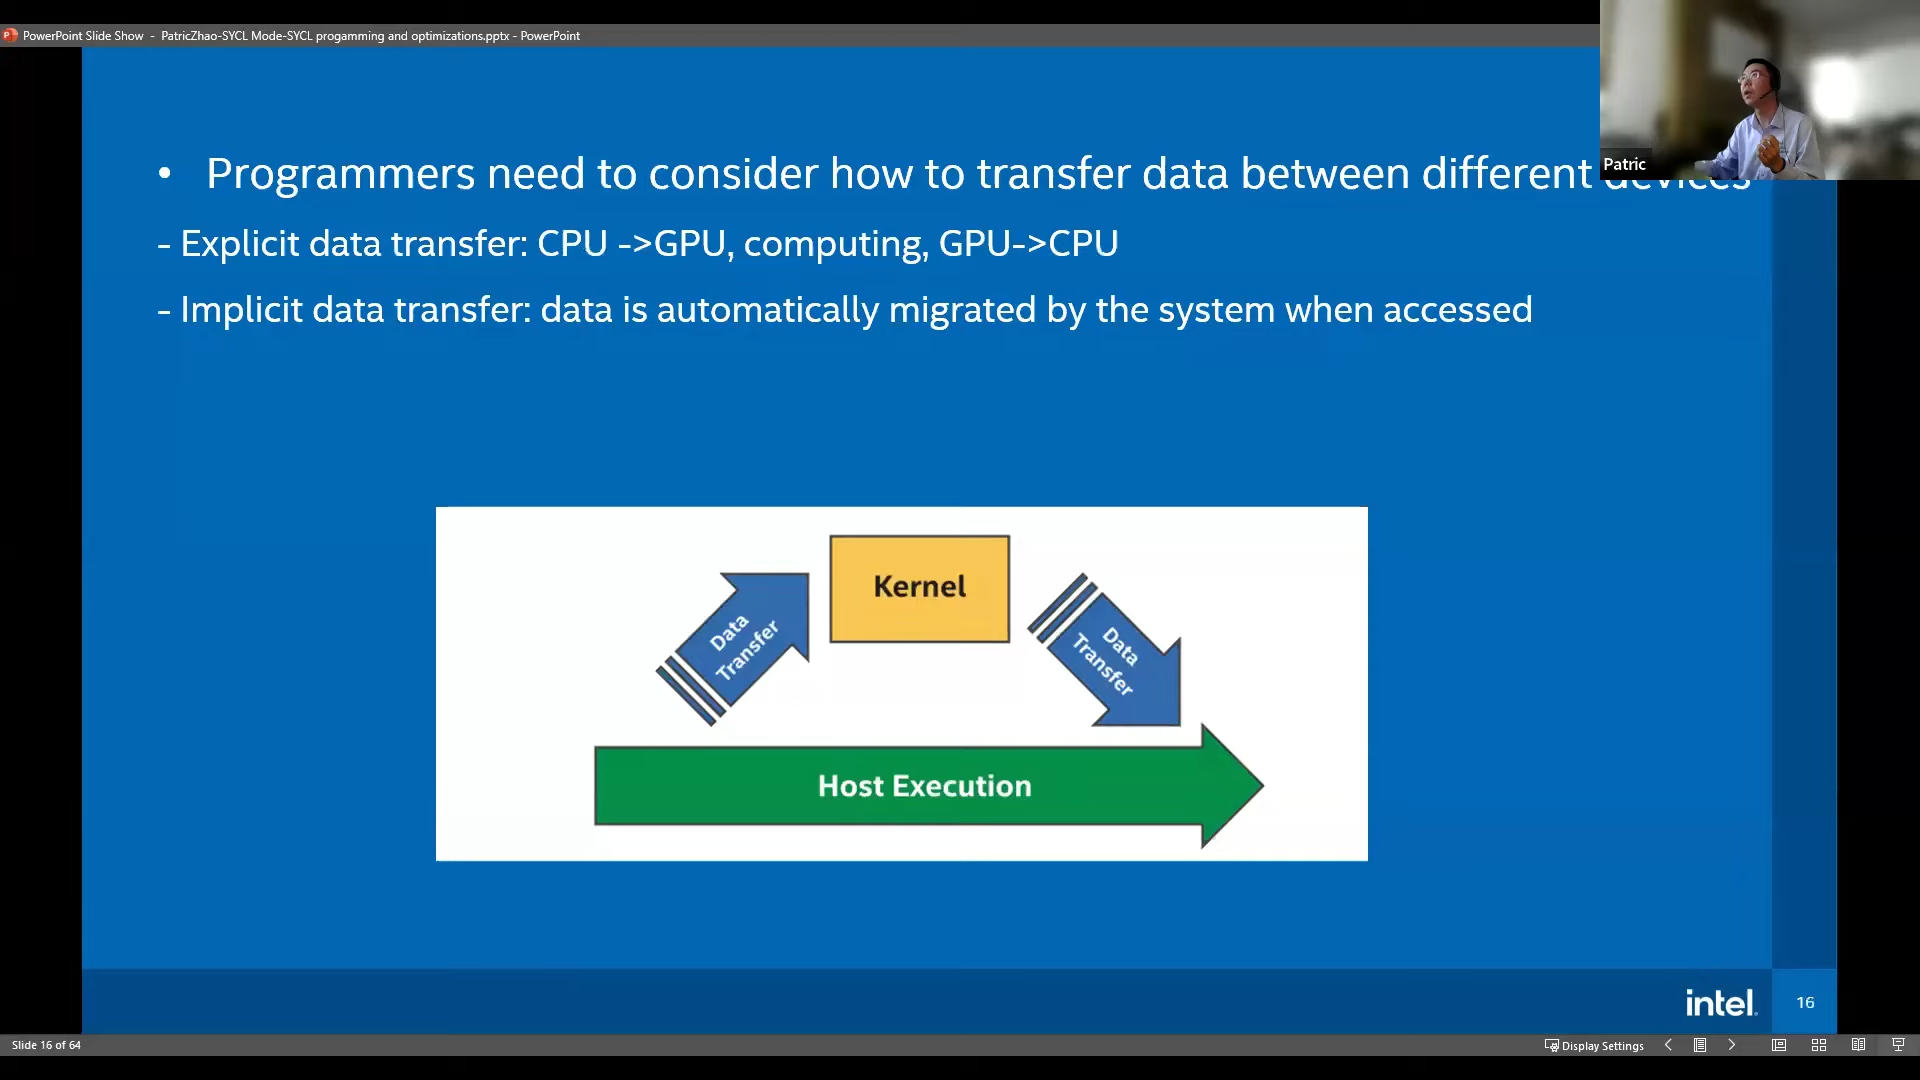 PowerPoint Slide Show - PatricZhao-SYCL Mode-SYCL progamming and optimizations.pptx - PowerPoint
Patric
• Programmers need to consider how to transfer data between different devices
- Explicit data transfer: CPU ->GPU, computing, GPU->CPU
- Implicit data transfer: data is automatically migrated by the system when accessed
Kernel
Data
Transfer
Data
Transfer
Host Execution
intel.
16
Slide 16 of 64
Display Settings